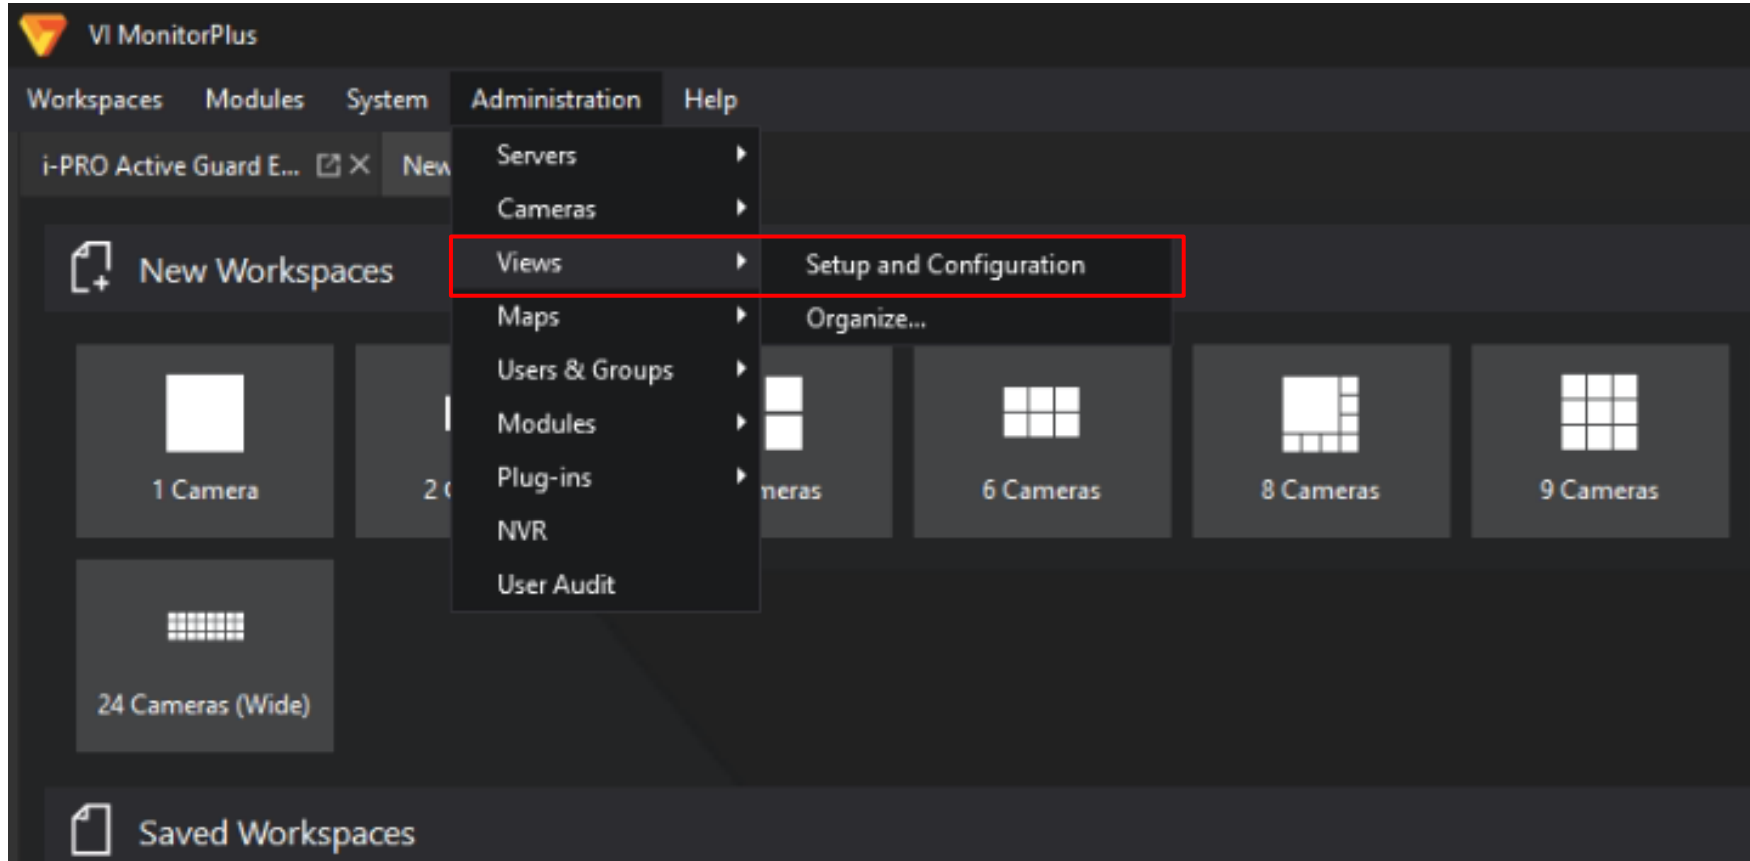 VI MonitorPlus
Workspaces Modules System Administration Help
i-PRO Active Guard E... New
Servers
Cameras
Views Setup and Configuration
Organize...
Maps
Users & Groups
Modules
Plug-ins
NVR
User Audit
New Workspaces
1 Camera
2
6 Cameras
8 Cameras
9 Cameras
24 Cameras (Wide)
Saved Workspaces